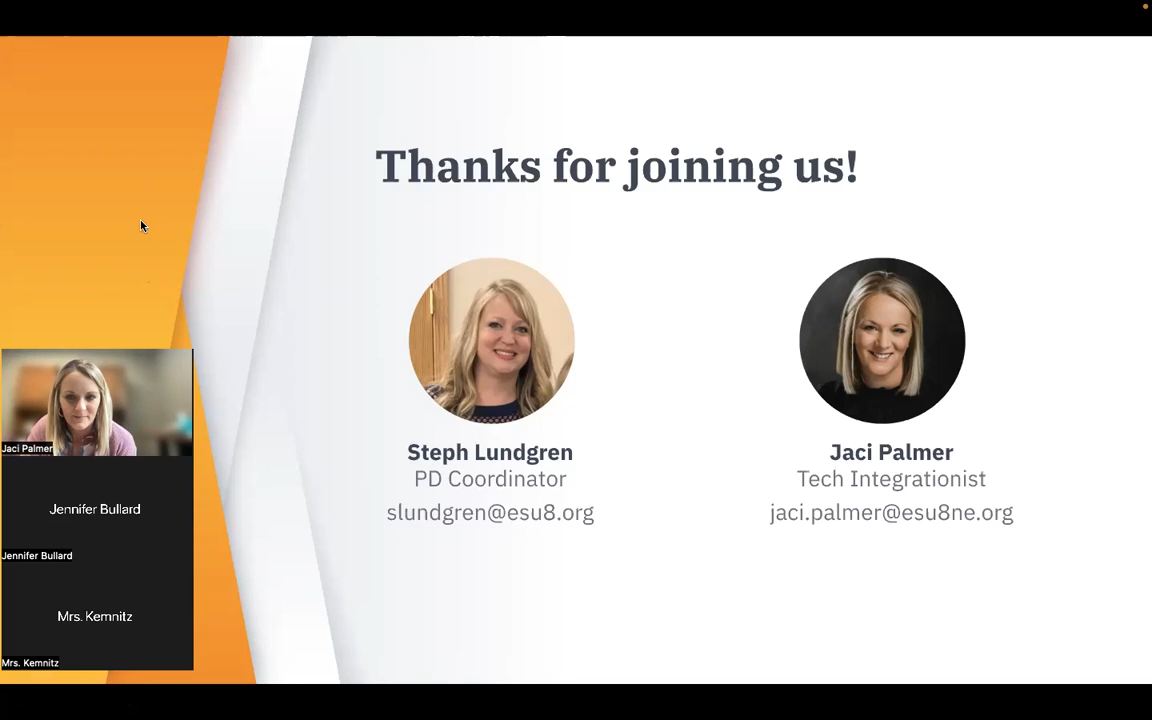 Thanks for joining us!
Steph Lundgren
PD Coordinator
slundgren@esu8.org
Jaci Palmer
Tech Integrationist
jaci.palmer@esu8ne.org
Jaci Palmer
Jennifer Bullard
Jennifer Bullard
Mrs. Kemnitz
Mrs. Kemnitz